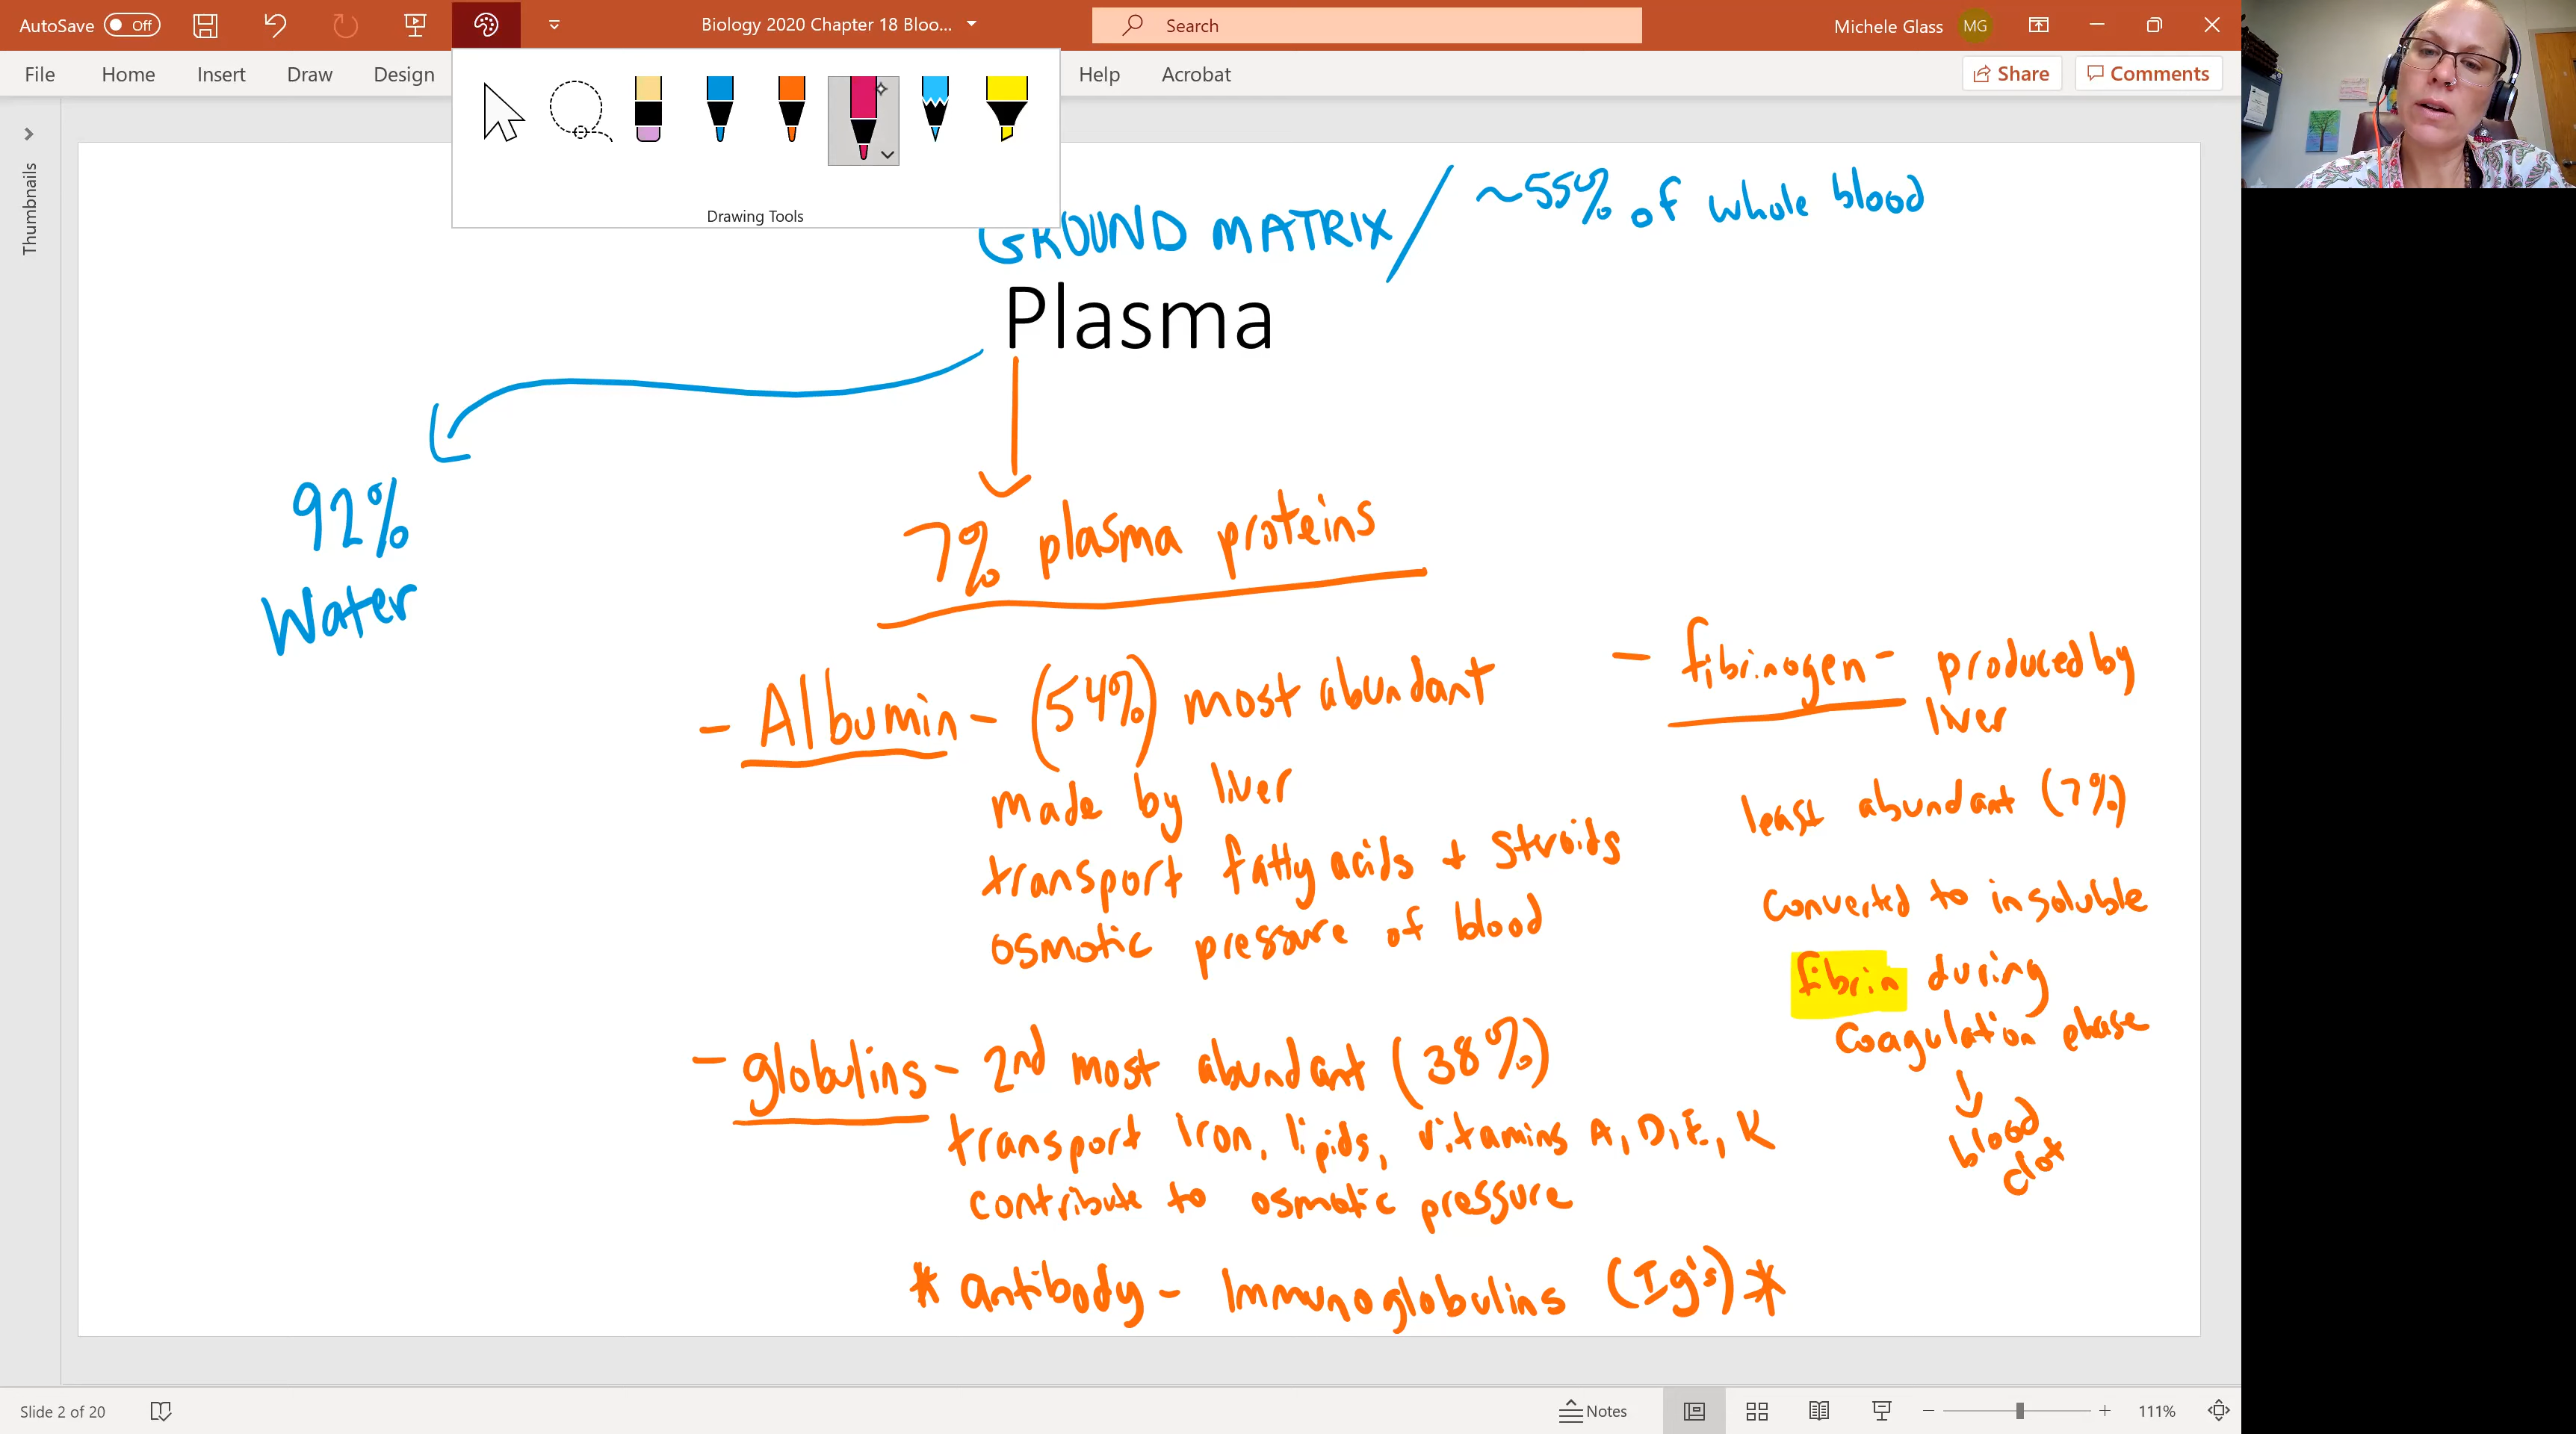 AutoSave Off
Biology 2020 Chapter 18 Bloo...
Search
Michele Glass MG
File Home Insert Draw Design Help Acrobat
Share Comments
Drawing Tools
Thumbnails
GROUND MATRIX / ~55% of whole blood
Plasma
92%
Water
7% plasma proteins
- Albumin - (54%) most abundant
made by liver
transport fatty acids + steroids
osmotic pressure of blood
- globulins - 2nd most abundant (38%)
transport iron, lipids, vitamins A, D, E, K
contribute to osmotic pressure
* antibody - Immunoglobulins (Ig's) *
- fibrinogen - produced by
liver
least abundant (7%)
converted to insoluble
fibrin during
coagulation phase
blood
clot
Slide 2 of 20
Notes
111%